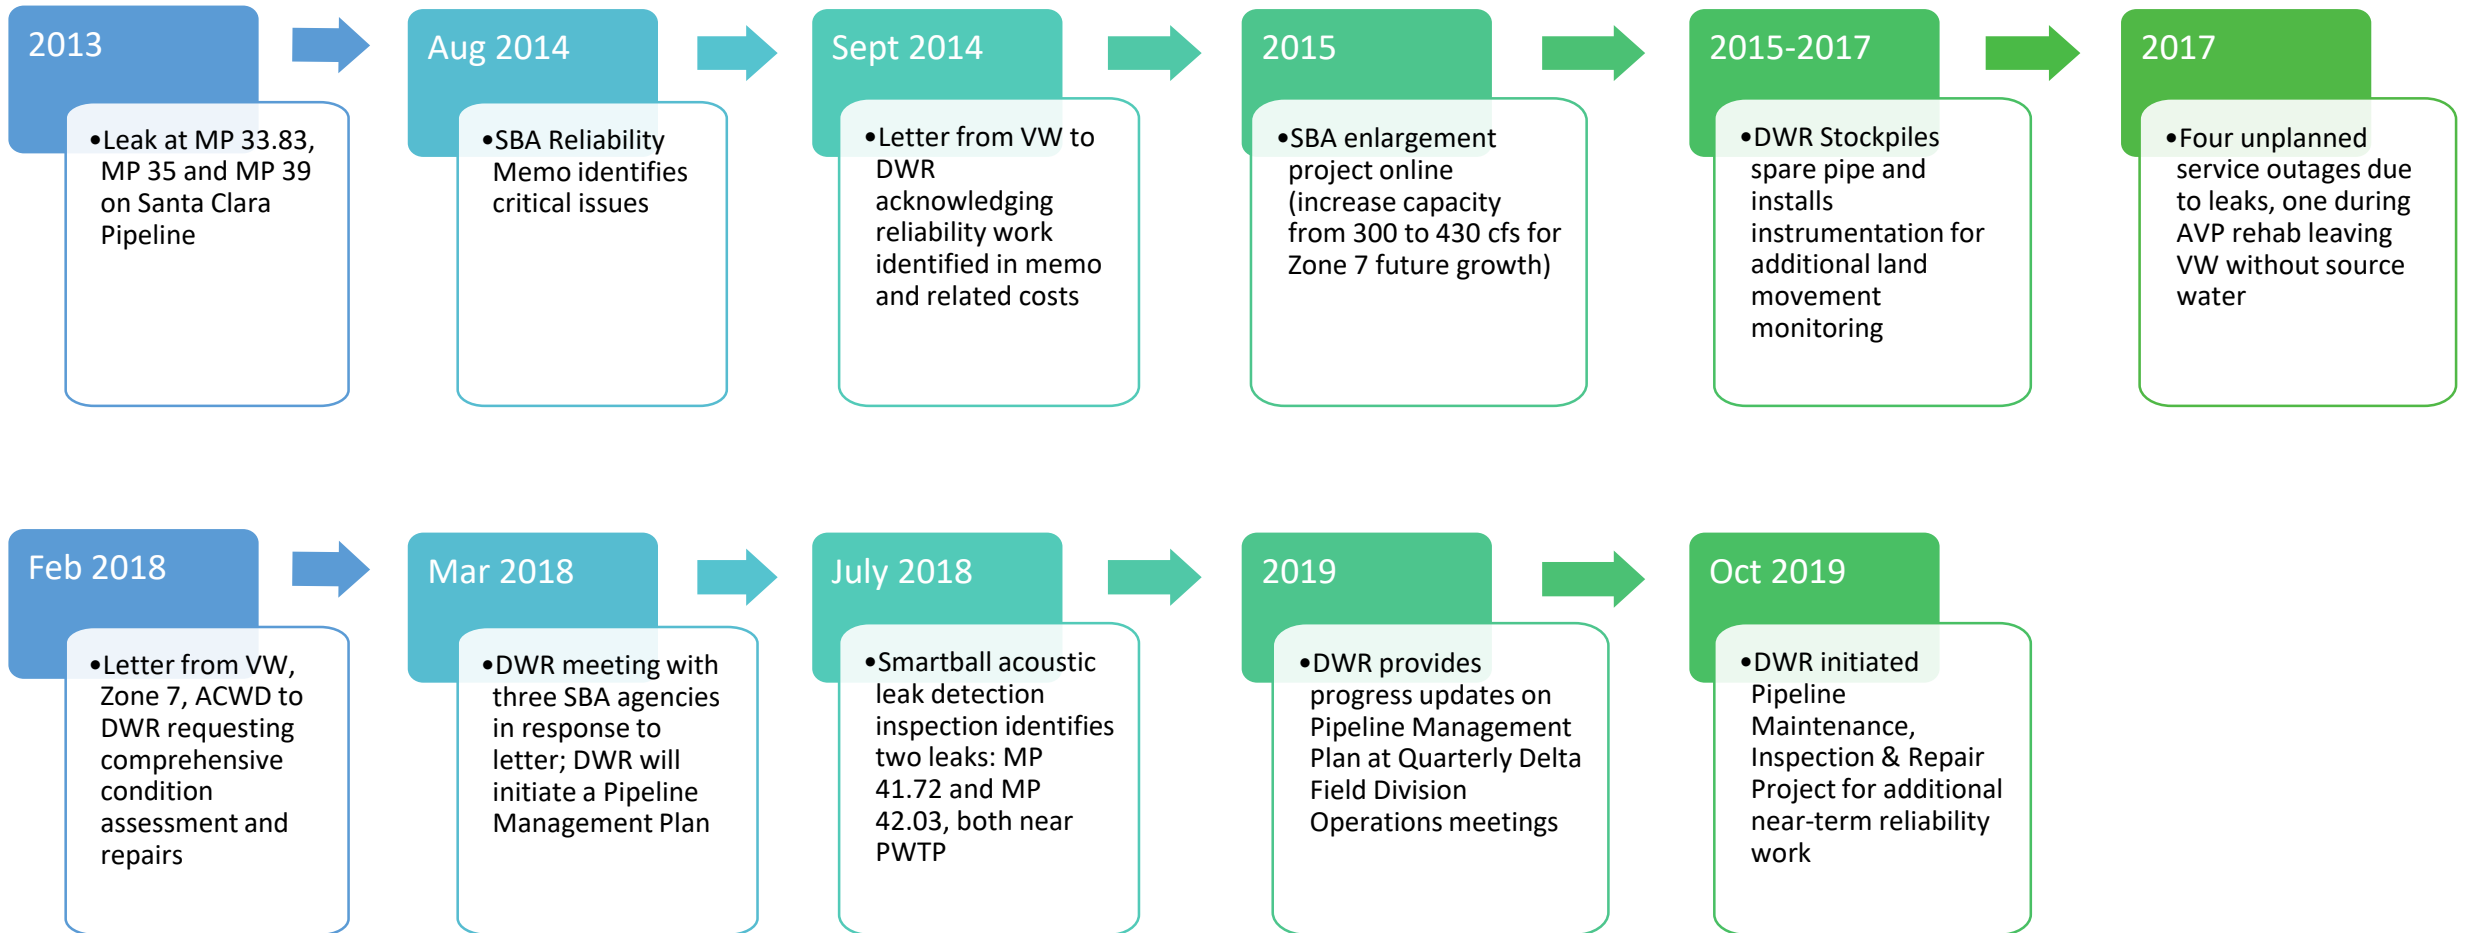 2013
•Leak at MP 33.83,
MP 35 and MP 39
on Santa Clara
Pipeline
Aug 2014
•SBA Reliability
Memo identifies
critical issues
Sept 2014
•Letter from VW to
DWR
acknowledging
reliability work
identified in memo
and related costs
2015
•SBA enlargement
project online
(increase capacity
from 300 to 430 cfs for
Zone 7 future growth)
2015-2017
•DWR Stockpiles
spare pipe and
installs
instrumentation for
additional land
movement
monitoring
2017
•Four unplanned
service outages due
to leaks, one during
AVP rehab leaving
VW without source
water
Feb 2018
•Letter from VW,
Zone 7, ACWD to
DWR requesting
comprehensive
condition
assessment and
repairs
Mar 2018
•DWR meeting with
three SBA agencies
in response to
letter; DWR will
initiate a Pipeline
Management Plan
July 2018
•Smartball acoustic
leak detection
inspection identifies
two leaks: MP
41.72 and MP
42.03, both near
PWTP
2019
•DWR provides
progress updates on
Pipeline Management
Plan at Quarterly Delta
Field Division
Operations meetings
Oct 2019
•DWR initiated
Pipeline
Maintenance,
Inspection & Repair
Project for additional
near-term reliability
work